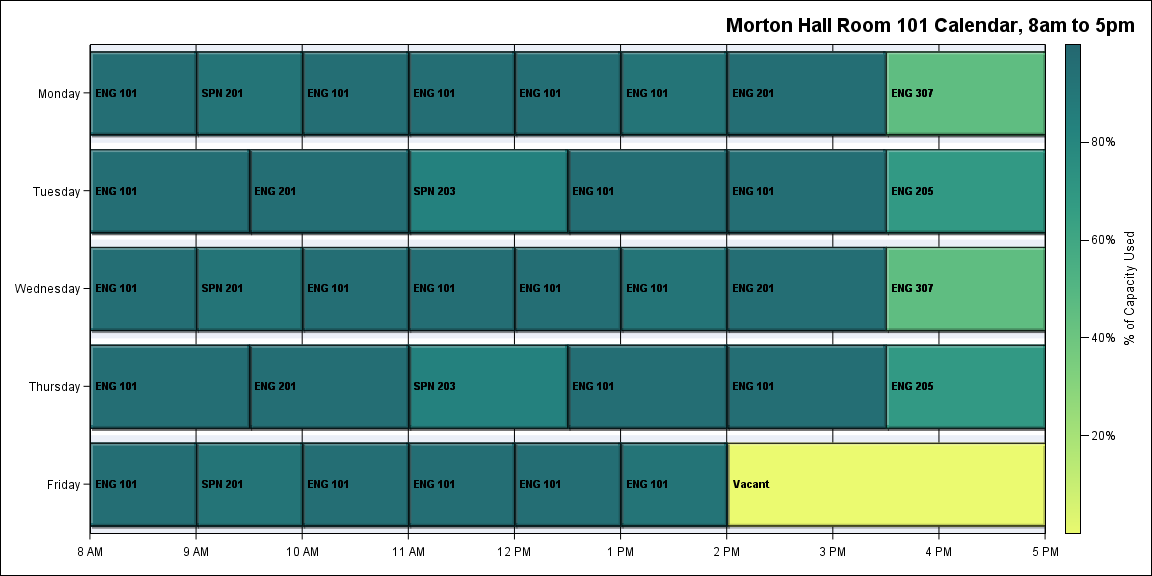 Morton Hall Room 101 Calendar, 8am to 5pm
Monday
ENG 101
SPN 201
ENG 101
ENG 101
ENG 101
ENG 101
ENG 201
ENG 307
Tuesday
ENG 101
ENG 201
SPN 203
ENG 101
ENG 101
ENG 205
Wednesday
ENG 101
SPN 201
ENG 101
ENG 101
ENG 101
ENG 101
ENG 201
ENG 307
Thursday
ENG 101
ENG 201
SPN 203
ENG 101
ENG 101
ENG 205
Friday
ENG 101
SPN 201
ENG 101
ENG 101
ENG 101
ENG 101
Vacant
8 AM
9 AM
10 AM
11 AM
12 PM
1 PM
2 PM
3 PM
4 PM
5 PM
80%
60%
40%
20%
% of Capacity Used